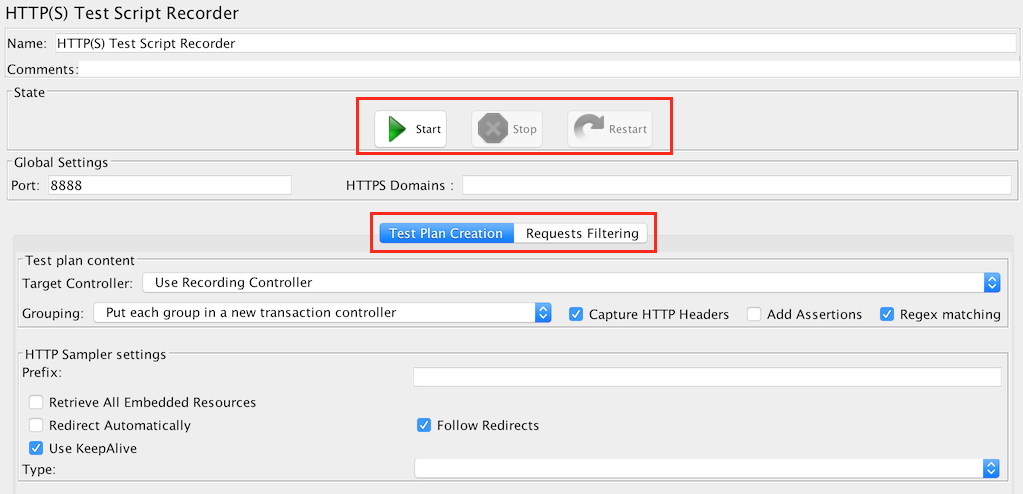 HTTP(S) Test Script Recorder
Name: HTTP(S) Test Script Recorder
Comments:
State
Start Stop Restart
Global Settings
Port: 8888 HTTPS Domains :
Test Plan Creation Requests Filtering
Test plan content
Target Controller: Use Recording Controller
Grouping: Put each group in a new transaction controller Capture HTTP Headers Add Assertions Regex matching
HTTP Sampler settings
Prefix:
Retrieve All Embedded Resources
Redirect Automatically Follow Redirects
Use KeepAlive
Type: